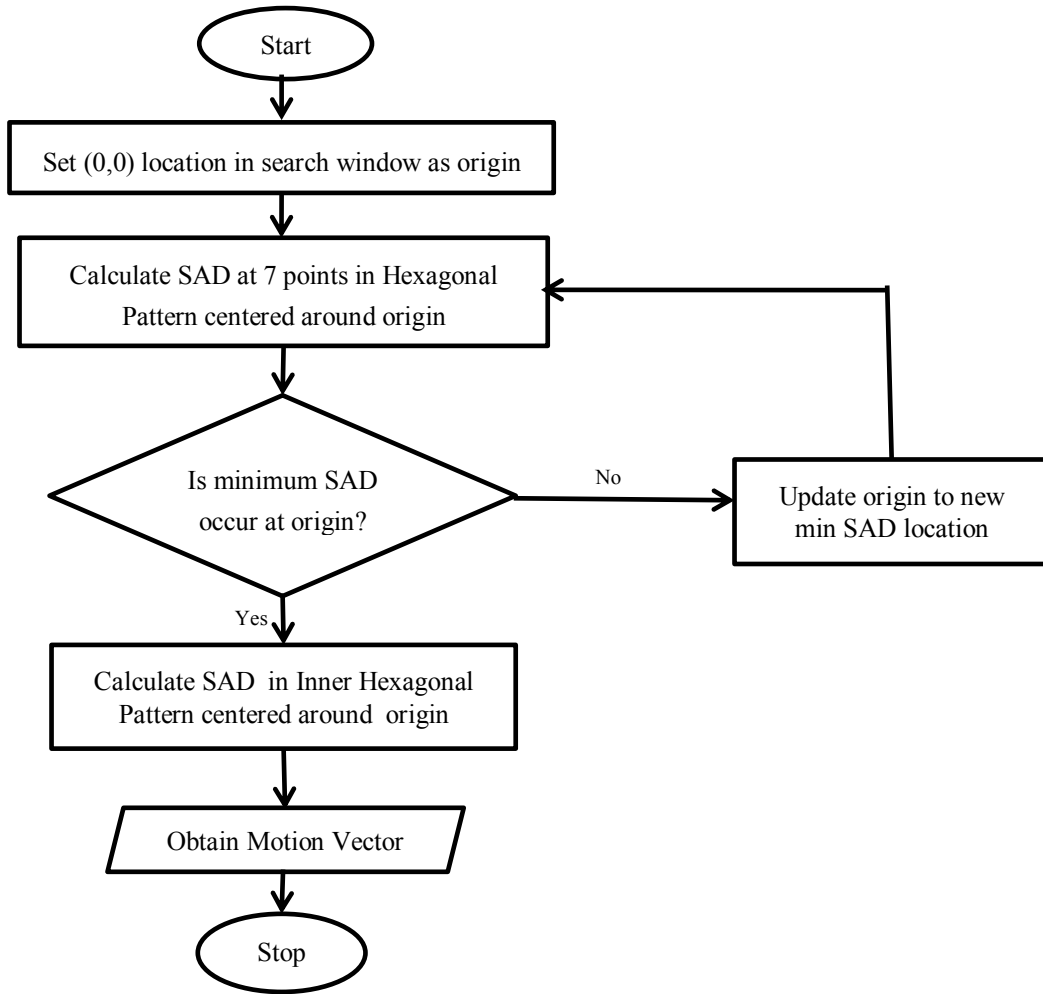 Start
Set (0,0) location in search window as origin
Calculate SAD at 7 points in Hexagonal
Pattern centered around origin
Is minimum SAD
occur at origin?
No
Update origin to new
min SAD location
Yes
Calculate SAD in Inner Hexagonal
Pattern centered around origin
Obtain Motion Vector
Stop